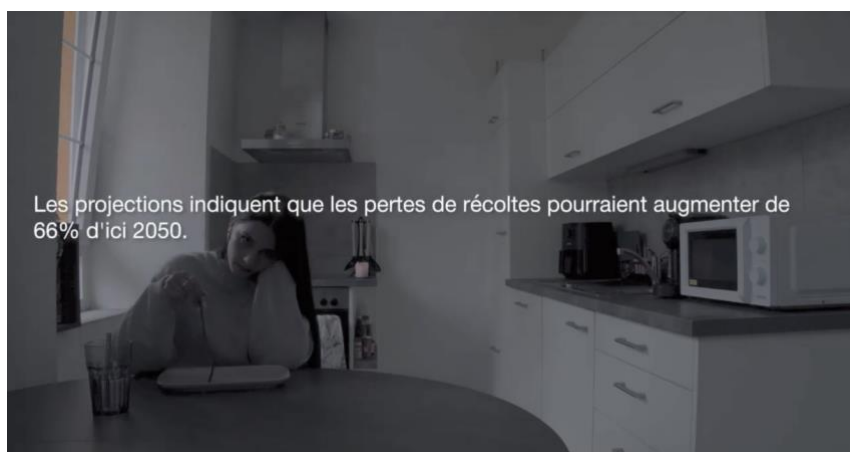 Les projections indiquent que les pertes de récoltes pourraient augmenter de
66% d'ici 2050.